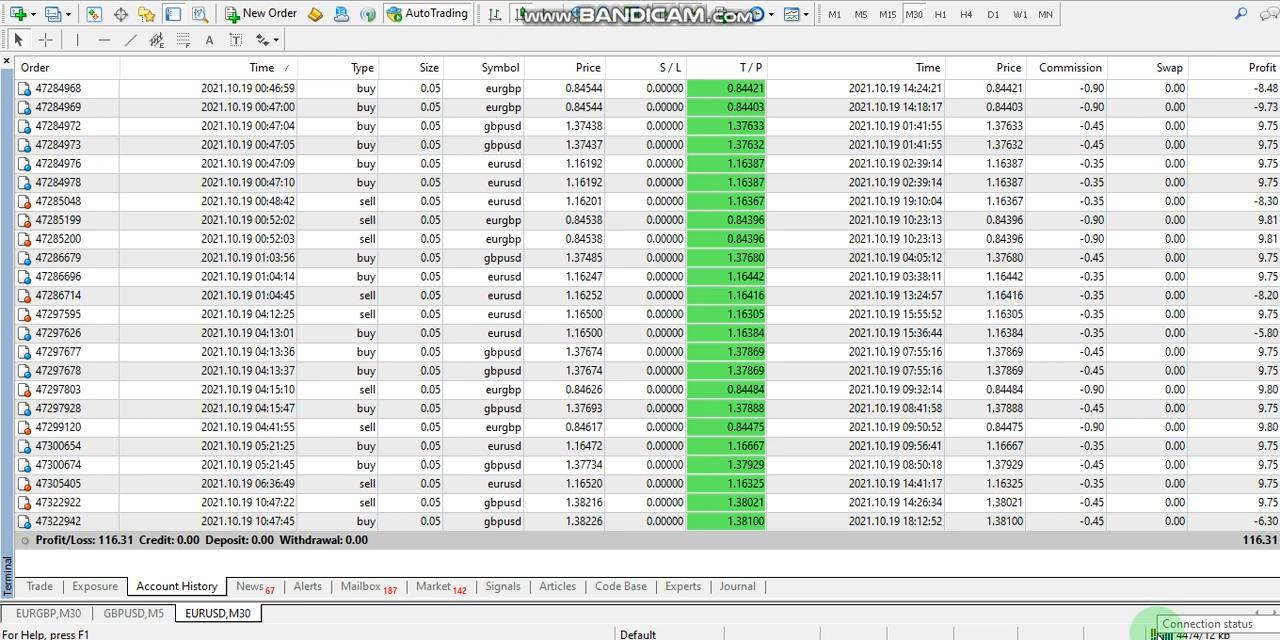 New Order AutoTrading www.BANDICAM.com M1 M5 M15 M30 H1 H4 D1 W1 MN
A T
Order Time / Type Size Symbol Price S / L T / P Time Price Commission Swap Profit
47284968 2021.10.19 00:46:59 buy 0.05 eurgbp 0.84544 0.00000 0.84421 2021.10.19 14:24:21 0.84421 -0.90 0.00 -8.48
47284969 2021.10.19 00:47:00 buy 0.05 eurgbp 0.84544 0.00000 0.84403 2021.10.19 14:18:17 0.84403 -0.90 0.00 -9.73
47284972 2021.10.19 00:47:04 buy 0.05 gbpusd 1.37438 0.00000 1.37633 2021.10.19 01:41:55 1.37633 -0.45 0.00 9.75
47284973 2021.10.19 00:47:05 buy 0.05 gbpusd 1.37437 0.00000 1.37632 2021.10.19 01:41:55 1.37632 -0.45 0.00 9.75
47284976 2021.10.19 00:47:09 buy 0.05 eurusd 1.16192 0.00000 1.16387 2021.10.19 02:39:14 1.16387 -0.35 0.00 9.75
47284978 2021.10.19 00:47:10 buy 0.05 eurusd 1.16192 0.00000 1.16387 2021.10.19 02:39:14 1.16387 -0.35 0.00 9.75
47285048 2021.10.19 00:48:42 sell 0.05 eurusd 1.16201 0.00000 1.16367 2021.10.19 19:10:04 1.16367 -0.35 0.00 -8.30
47285199 2021.10.19 00:52:02 sell 0.05 eurgbp 0.84538 0.00000 0.84396 2021.10.19 10:23:13 0.84396 -0.90 0.00 9.81
47285200 2021.10.19 00:52:03 sell 0.05 eurgbp 0.84538 0.00000 0.84396 2021.10.19 10:23:13 0.84396 -0.90 0.00 9.81
47286679 2021.10.19 01:03:56 buy 0.05 gbpusd 1.37485 0.00000 1.37680 2021.10.19 04:05:12 1.37680 -0.45 0.00 9.75
47286696 2021.10.19 01:04:14 buy 0.05 eurusd 1.16247 0.00000 1.16442 2021.10.19 03:38:11 1.16442 -0.35 0.00 9.75
47286714 2021.10.19 01:04:45 sell 0.05 eurusd 1.16252 0.00000 1.16416 2021.10.19 13:24:57 1.16416 -0.35 0.00 -8.20
47297595 2021.10.19 04:12:25 sell 0.05 eurusd 1.16500 0.00000 1.16305 2021.10.19 15:55:52 1.16305 -0.35 0.00 9.75
47297626 2021.10.19 04:13:01 buy 0.05 eurusd 1.16500 0.00000 1.16384 2021.10.19 15:36:44 1.16384 -0.35 0.00 -5.80
47297677 2021.10.19 04:13:36 buy 0.05 gbpusd 1.37674 0.00000 1.37869 2021.10.19 07:55:16 1.37869 -0.45 0.00 9.75
47297678 2021.10.19 04:13:37 buy 0.05 gbpusd 1.37674 0.00000 1.37869 2021.10.19 07:55:16 1.37869 -0.45 0.00 9.75
47297803 2021.10.19 04:15:10 sell 0.05 eurgbp 0.84626 0.00000 0.84484 2021.10.19 09:32:14 0.84484 -0.90 0.00 9.80
47297928 2021.10.19 04:15:47 buy 0.05 gbpusd 1.37693 0.00000 1.37888 2021.10.19 08:41:58 1.37888 -0.45 0.00 9.75
47299120 2021.10.19 04:41:55 sell 0.05 eurgbp 0.84617 0.00000 0.84475 2021.10.19 09:50:52 0.84475 -0.90 0.00 9.80
47300654 2021.10.19 05:21:25 buy 0.05 eurusd 1.16472 0.00000 1.16667 2021.10.19 09:56:41 1.16667 -0.35 0.00 9.75
47300674 2021.10.19 05:21:45 buy 0.05 gbpusd 1.37734 0.00000 1.37929 2021.10.19 08:50:18 1.37929 -0.45 0.00 9.75
47305405 2021.10.19 06:36:49 sell 0.05 eurusd 1.16520 0.00000 1.16325 2021.10.19 14:41:17 1.16325 -0.35 0.00 9.75
47322922 2021.10.19 10:47:22 sell 0.05 gbpusd 1.38216 0.00000 1.38021 2021.10.19 14:26:34 1.38021 -0.45 0.00 9.75
47322942 2021.10.19 10:47:45 buy 0.05 gbpusd 1.38226 0.00000 1.38100 2021.10.19 18:12:52 1.38100 -0.45 0.00 -6.30
Profit/Loss: 116.31 Credit: 0.00 Deposit: 0.00 Withdrawal: 0.00 116.31
Terminal
Trade Exposure Account History News 67 Alerts Mailbox 187 Market 142 Signals Articles Code Base Experts Journal
EURGBP,M30 GBPUSD,M5 EURUSD,M30
Connection status
For Help, press F1 Default 4474/12 kb